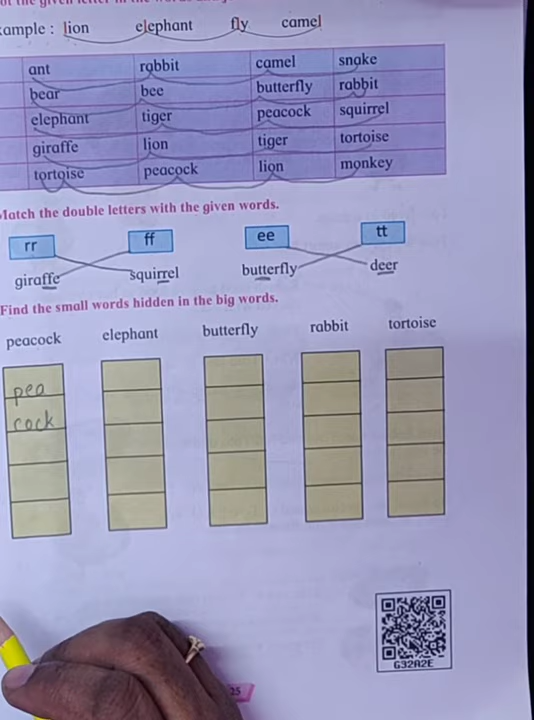 ample : lion elephant fly camel
ant rabbit camel snake
bear bee butterfly rabbit
elephant tiger peacock squirrel
giraffe lion tiger tortoise
tortoise peacock lion monkey
Match the double letters with the given words.
rr ff ee tt
giraffe squirrel butterfly deer
Find the small words hidden in the big words.
peacock elephant butterfly rabbit tortoise
pea
cock
G32A2E
25